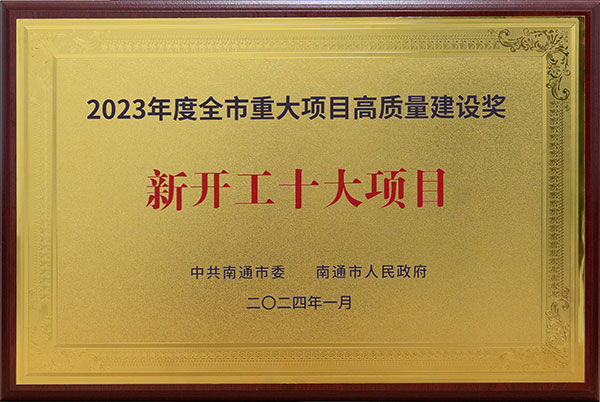 2023年度全市重大项目高质量建设奖
新开工十大项目
中共南通市委 南通市人民政府
二〇二四年一月